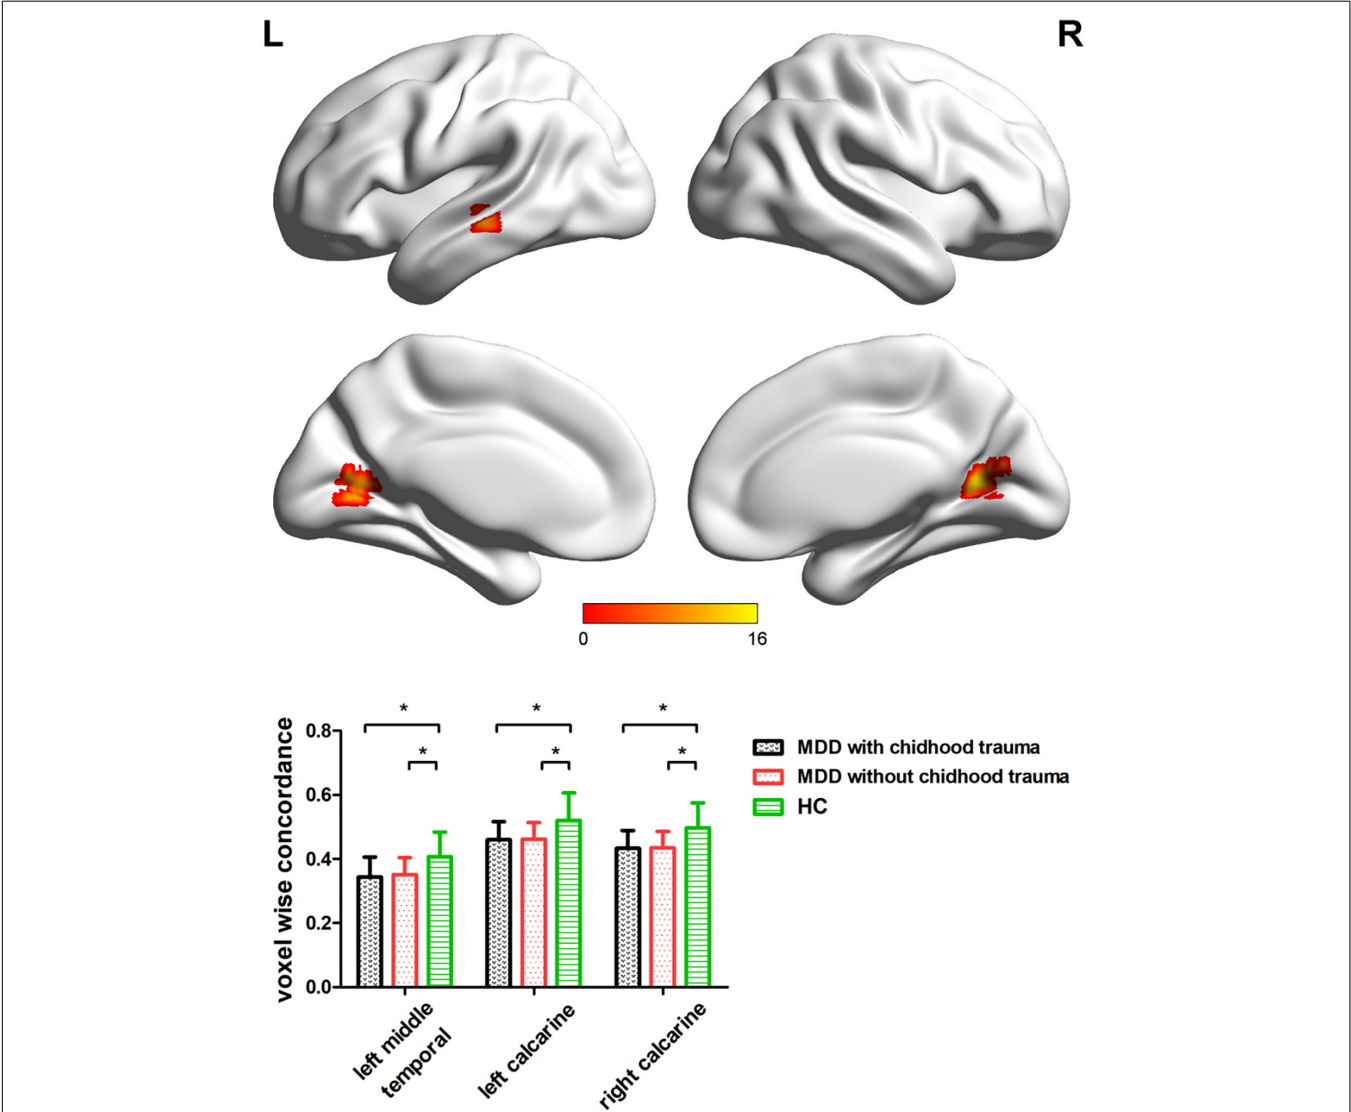 L
R
0
16
*
*
*
*
*
*
voxel wise concordance
0.8
0.6
0.4
0.2
0.0
left middle
temporal
left calcarine
right calcarine
MDD with chidhood trauma
MDD without chidhood trauma
HC